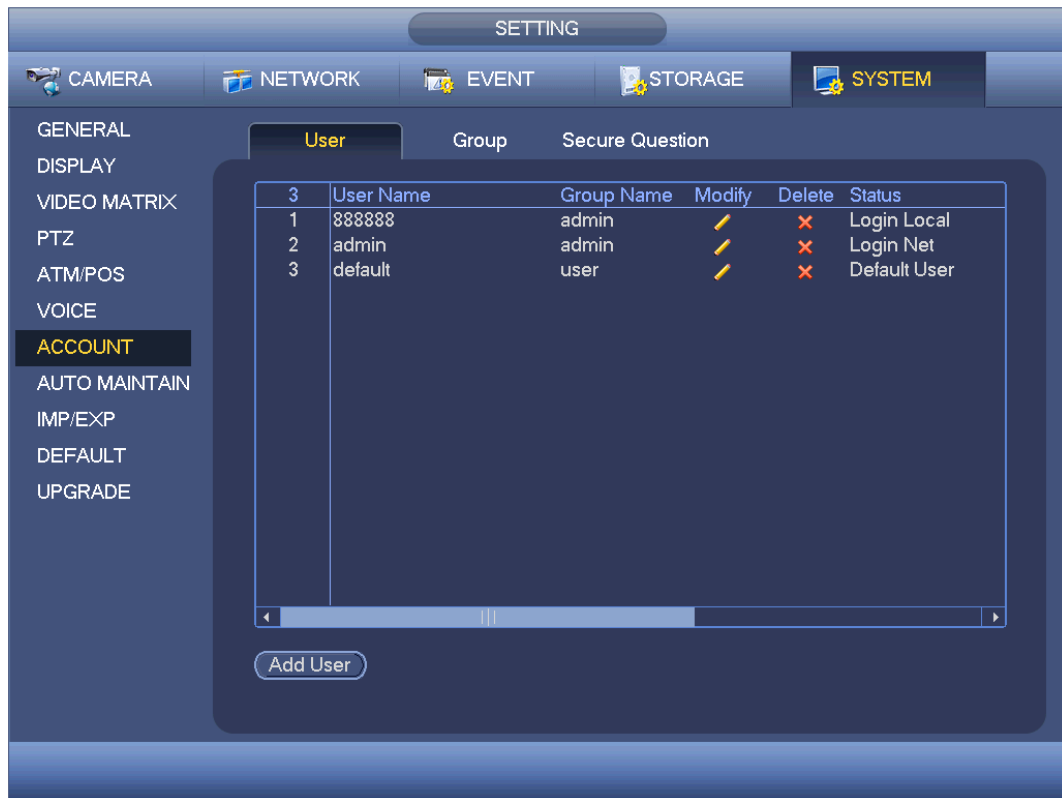 SETTING
CAMERA NETWORK EVENT STORAGE SYSTEM
GENERAL
DISPLAY
VIDEO MATRIX
PTZ
ATM/POS
VOICE
ACCOUNT
AUTO MAINTAIN
IMP/EXP
DEFAULT
UPGRADE
User Group Secure Question
3 User Name Group Name Modify Delete Status
1 888888 admin Login Local
2 admin admin Login Net
3 default user Default User
Add User